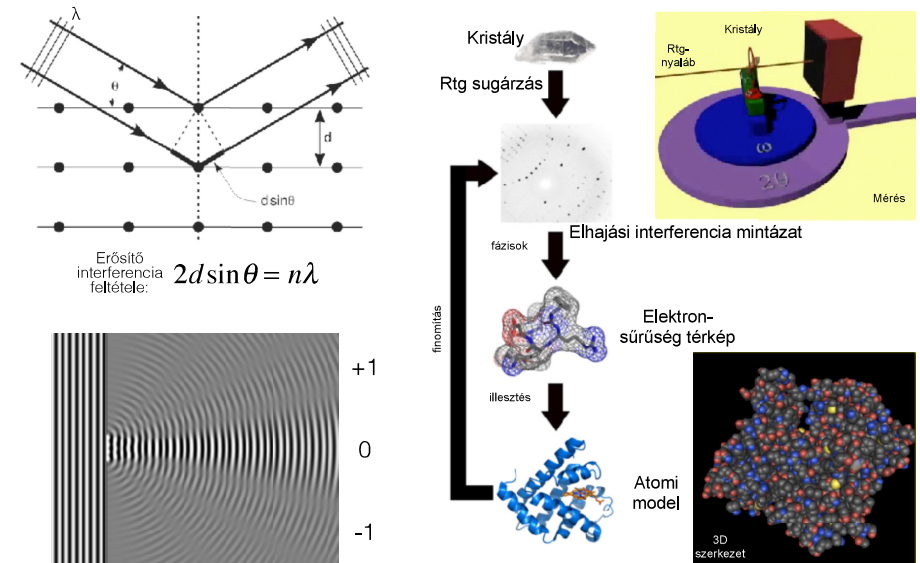 λ
θ
d
dsinθ
Erősítő
interferencia
feltétele:
2d sin θ = nλ
+1
0
-1
Kristály
Rtg sugárzás
Elhajási interferencia mintázat
fázisok
finomítás
Elektron-
sűrűség térkép
illesztés
Atomi
model
Kristály
Rtg-
nyaláb
ω
2θ
Mérés
3D
szerkezet